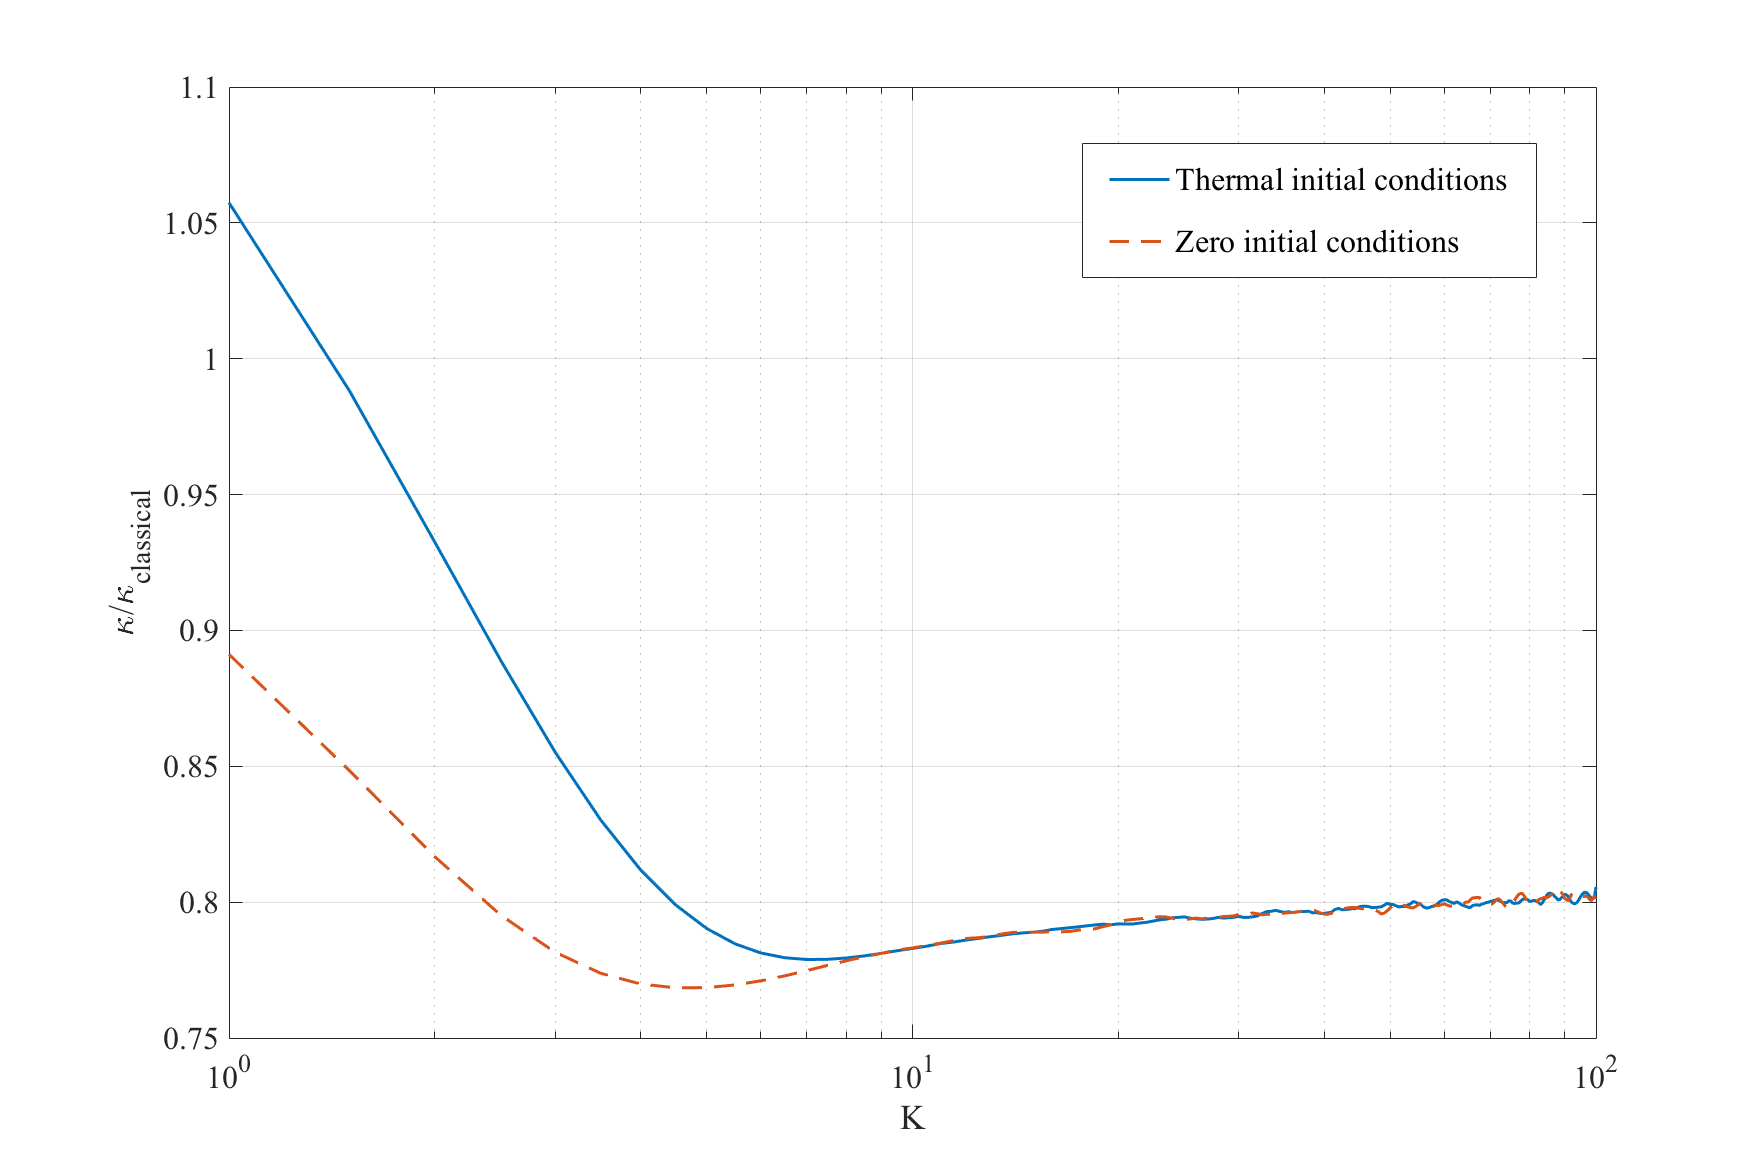 1.1
1.05
1
0.95
0.9
0.85
0.8
0.75
κ/κ_classical
Thermal initial conditions
Zero initial conditions
10^0
10^1
10^2
K